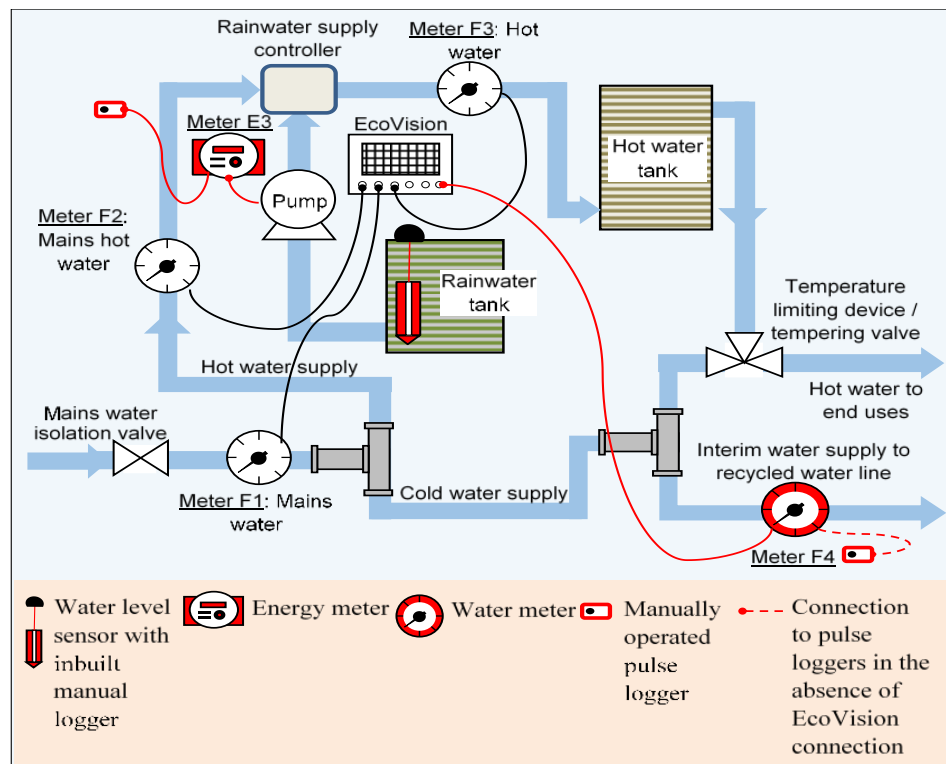 Rainwater supply
controller
Meter F3: Hot
water
Meter E3
EcoVision
Hot water
tank
Pump
Meter F2:
Mains hot
water
Rainwater
tank
Temperature
limiting device /
tempering valve
Hot water supply
Hot water to
end uses
Mains water
isolation valve
Interim water supply to
recycled water line
Cold water supply
Meter F1: Mains
water
Meter F4
Water level
sensor with
inbuilt
manual
logger
Energy meter
Water meter
Manually
operated
pulse
logger
Connection
to pulse
loggers in the
absence of
EcoVision
connection